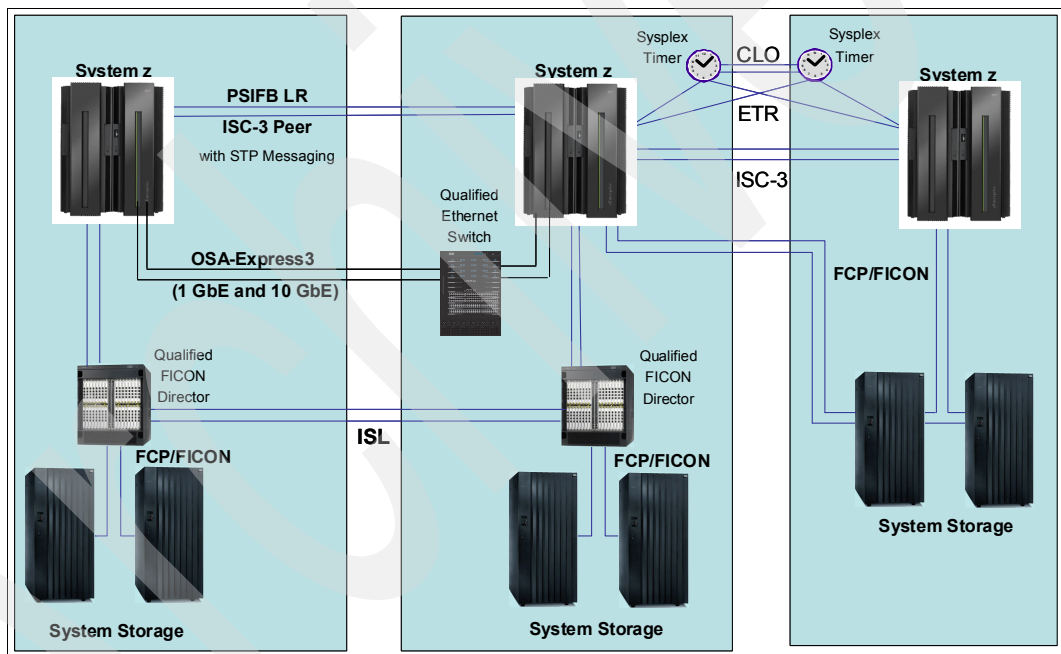 System z
PSIFB LR
ISC-3 Peer
with STP Messaging
OSA-Express3
(1 GbE and 10 GbE)
Qualified
FICON
Director
ISL
FCP/FICON
System Storage
System z
Qualified
Ethernet
Switch
Qualified
FICON
Director
FCP/FICON
System Storage
Sysplex
Timer
CLO
Sysplex
Timer
ETR
ISC-3
System z
FCP/FICON
System Storage